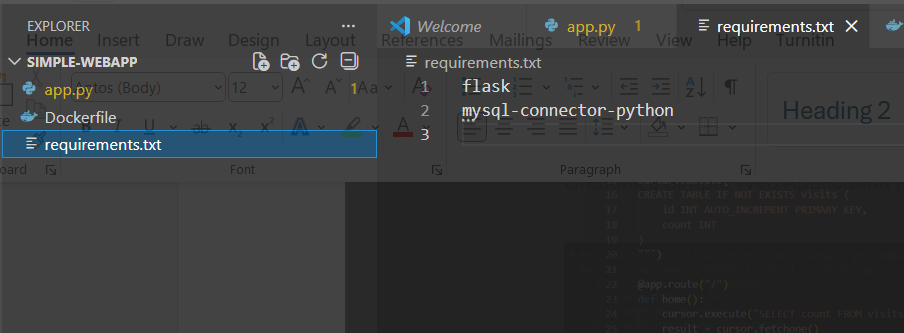 EXPLORER
SIMPLE-WEBAPP
app.py 1
Dockerfile
requirements.txt
Welcome
app.py 1
requirements.txt
requirements.txt
1 flask
2 mysql-connector-python
3
Home Insert Draw Design Layout References Mailings Review View Help Turnitin
(Body) 12 Aa
B I U
Heading 2
Font
Paragraph
16 CREATE TABLE IF NOT EXISTS visits (
17 id INT AUTO_INCREMENT PRIMARY KEY,
18 count INT
19 )
20 """)
21
22 @app.route("/")
23 def home():
24 cursor.execute("SELECT count FROM visits
25 result = cursor.fetchone()